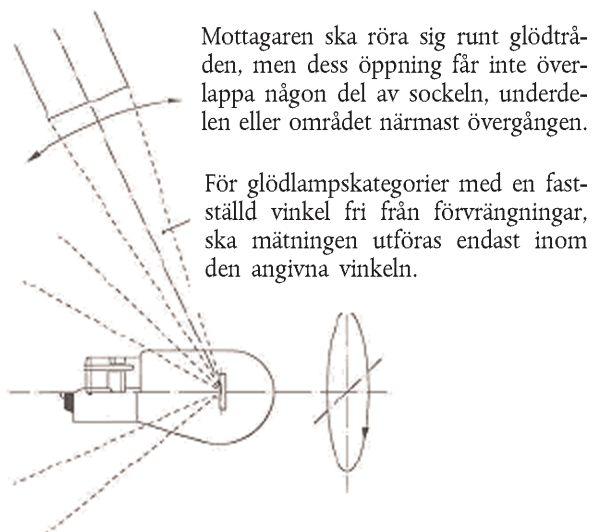 Mottagaren ska röra sig runt glödtrå-
den, men dess öppning får inte över-
lappa någon del av sockeln, underde-
len eller området närmast övergången.
För glödlampskategorier med en fast-
ställd vinkel fri från förvrängningar,
ska mätningen utföras endast inom
den angivna vinkeln.